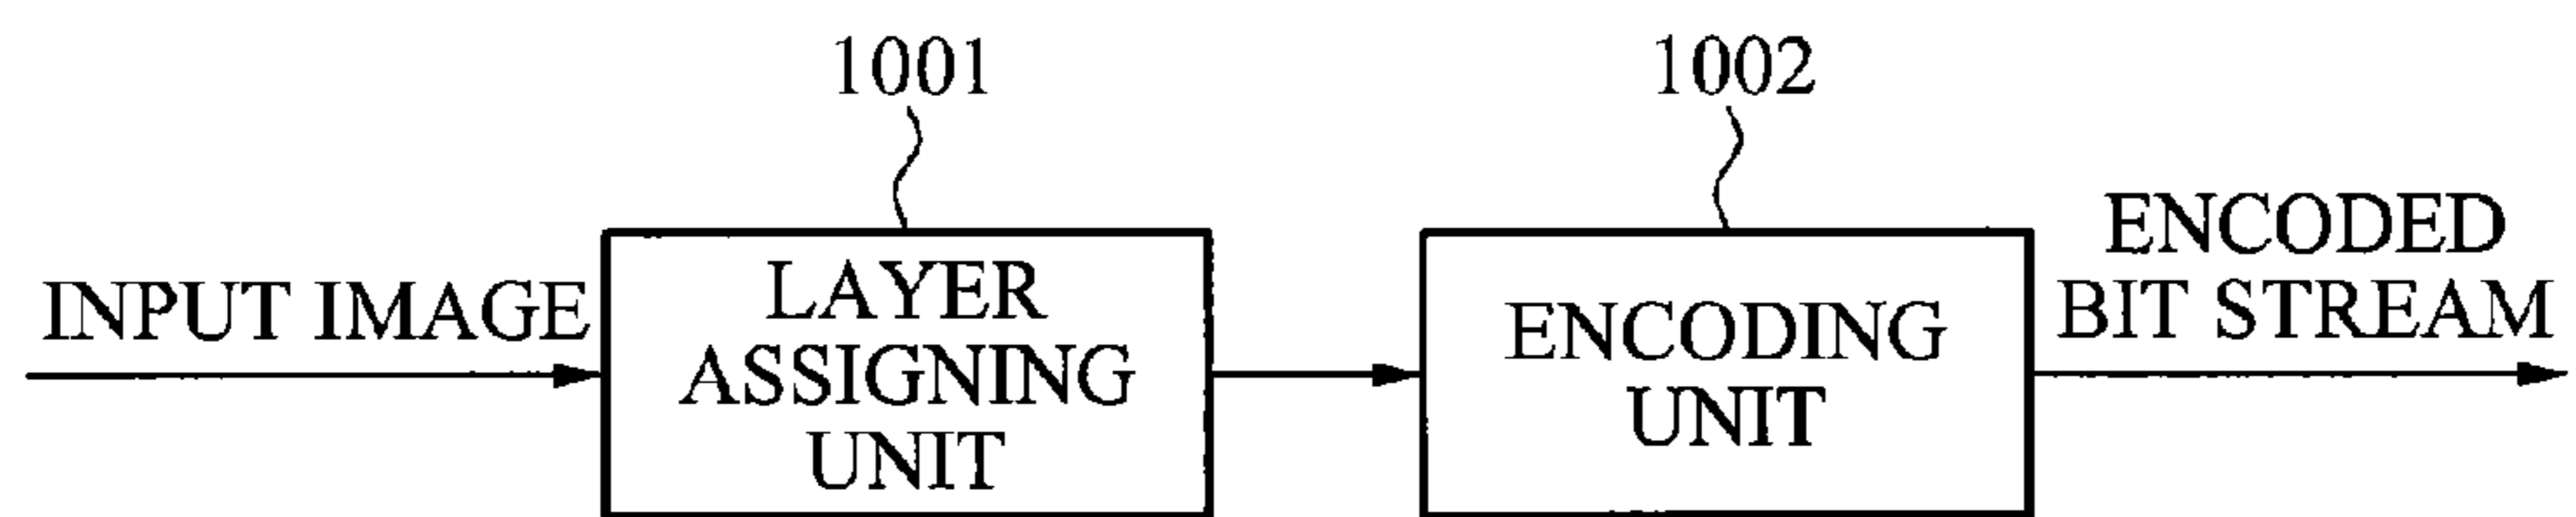 1001
1002
INPUT IMAGE
LAYER
ASSIGNING
UNIT
ENCODING
UNIT
ENCODED
BIT STREAM